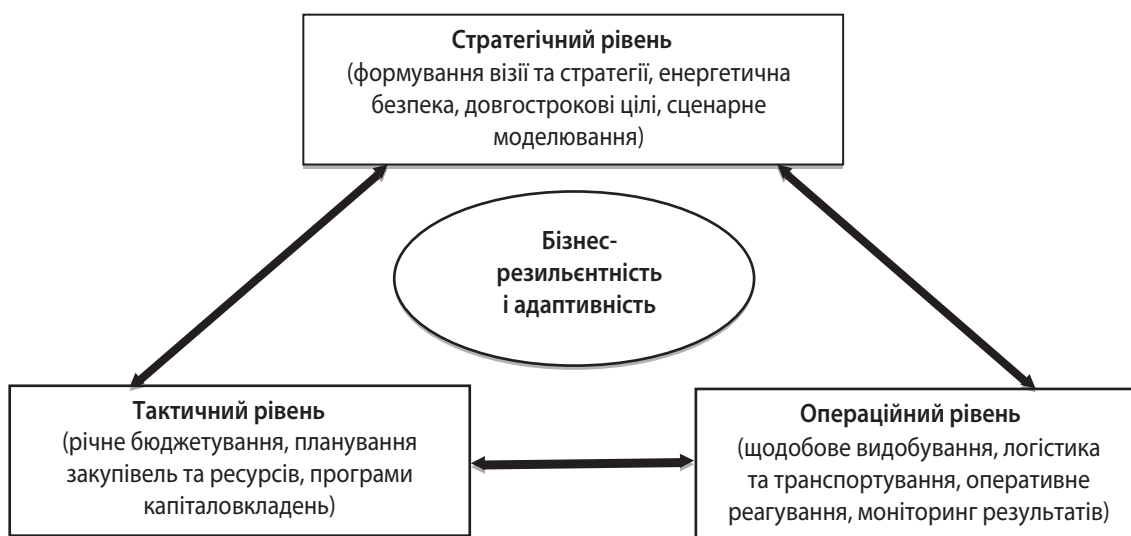 Стратегічний рівень
(формування візії та стратегії, енергетична
безпека, довгострокові цілі, сценарне
моделювання)
Бізнес-
резильєнтність
і адаптивність
Тактичний рівень
(річне бюджетування, планування
закупівель та ресурсів, програми
капіталовкладень)
Операційний рівень
(щодобове видобування, логістика
та транспортування, оперативне
реагування, моніторинг результатів)